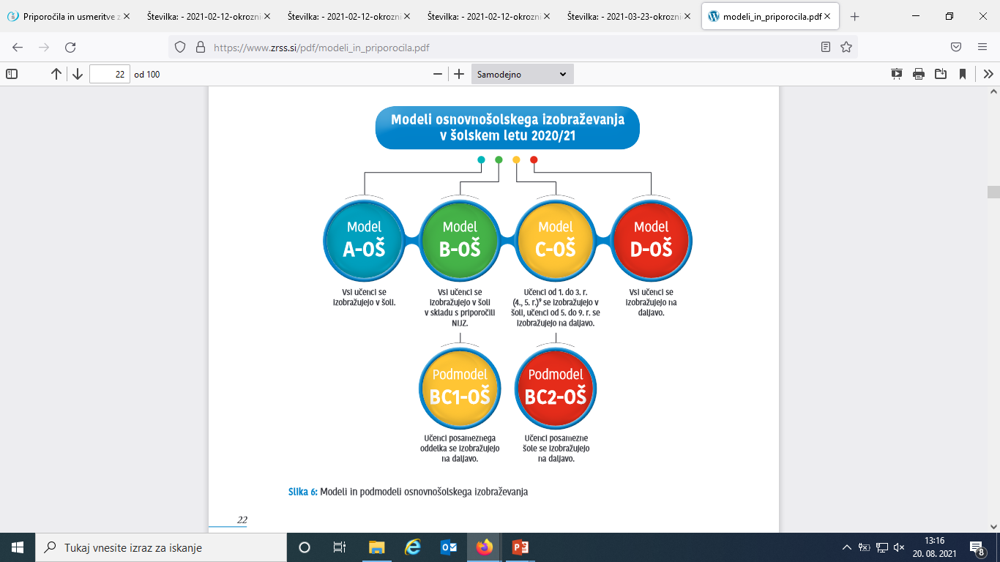 Priporočila in usmeritve z
Številka: - 2021-02-12-okrozni
Številka: - 2021-02-12-okrozni
Številka: - 2021-02-12-okrozni
Številka: - 2021-03-23-okrozni
modeli_in_priporocila.pdf
https://www.zrss.si/pdf/modeli_in_priporocila.pdf
22 od 100
Samodejno
Modeli osnovnošolskega izobraževanja
v šolskem letu 2020/21
Model
A-OŠ
Vsi učenci se
izobražujejo v šoli.
Model
B-OŠ
Vsi učenci se
izobražujejo v šoli
v skladu s priporočili
NIJZ.
Model
C-OŠ
Učenci od 1. do 3. r.
(4., 5. r.)⁹ se izobražujejo v
šoli, učenci od 5. do 9. r. se
izobražujejo na daljavo.
Model
D-OŠ
Vsi učenci se
izobražujejo na
daljavo.
Podmodel
BC1-OŠ
Učenci posameznega
oddelka se izobražujejo
na daljavo.
Podmodel
BC2-OŠ
Učenci posamezne
šole se izobražujejo
na daljavo.
Slika 6: Modeli in podmodeli osnovnošolskega izobraževanja
22
Tukaj vnesite izraz za iskanje
13:16
20. 08. 2021
8